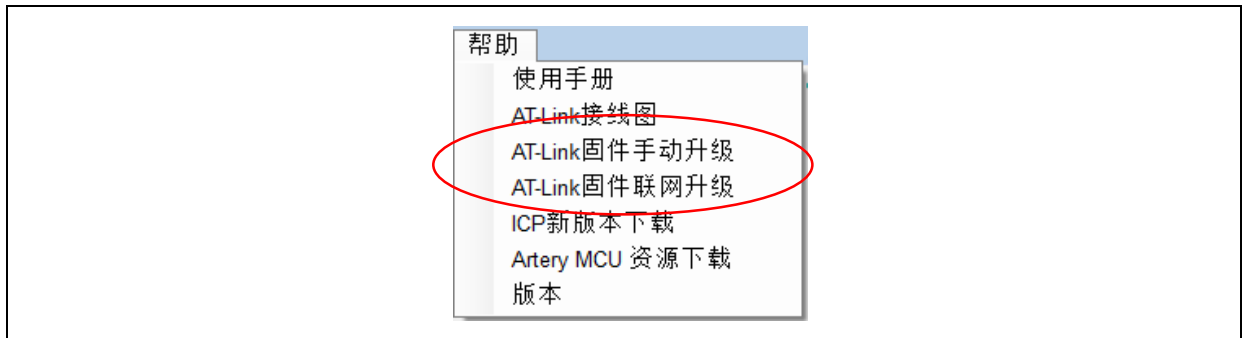 帮助
使用手册
AT-Link接线图
AT-Link固件手动升级
AT-Link固件联网升级
ICP新版本下载
Artery MCU 资源下载
版本